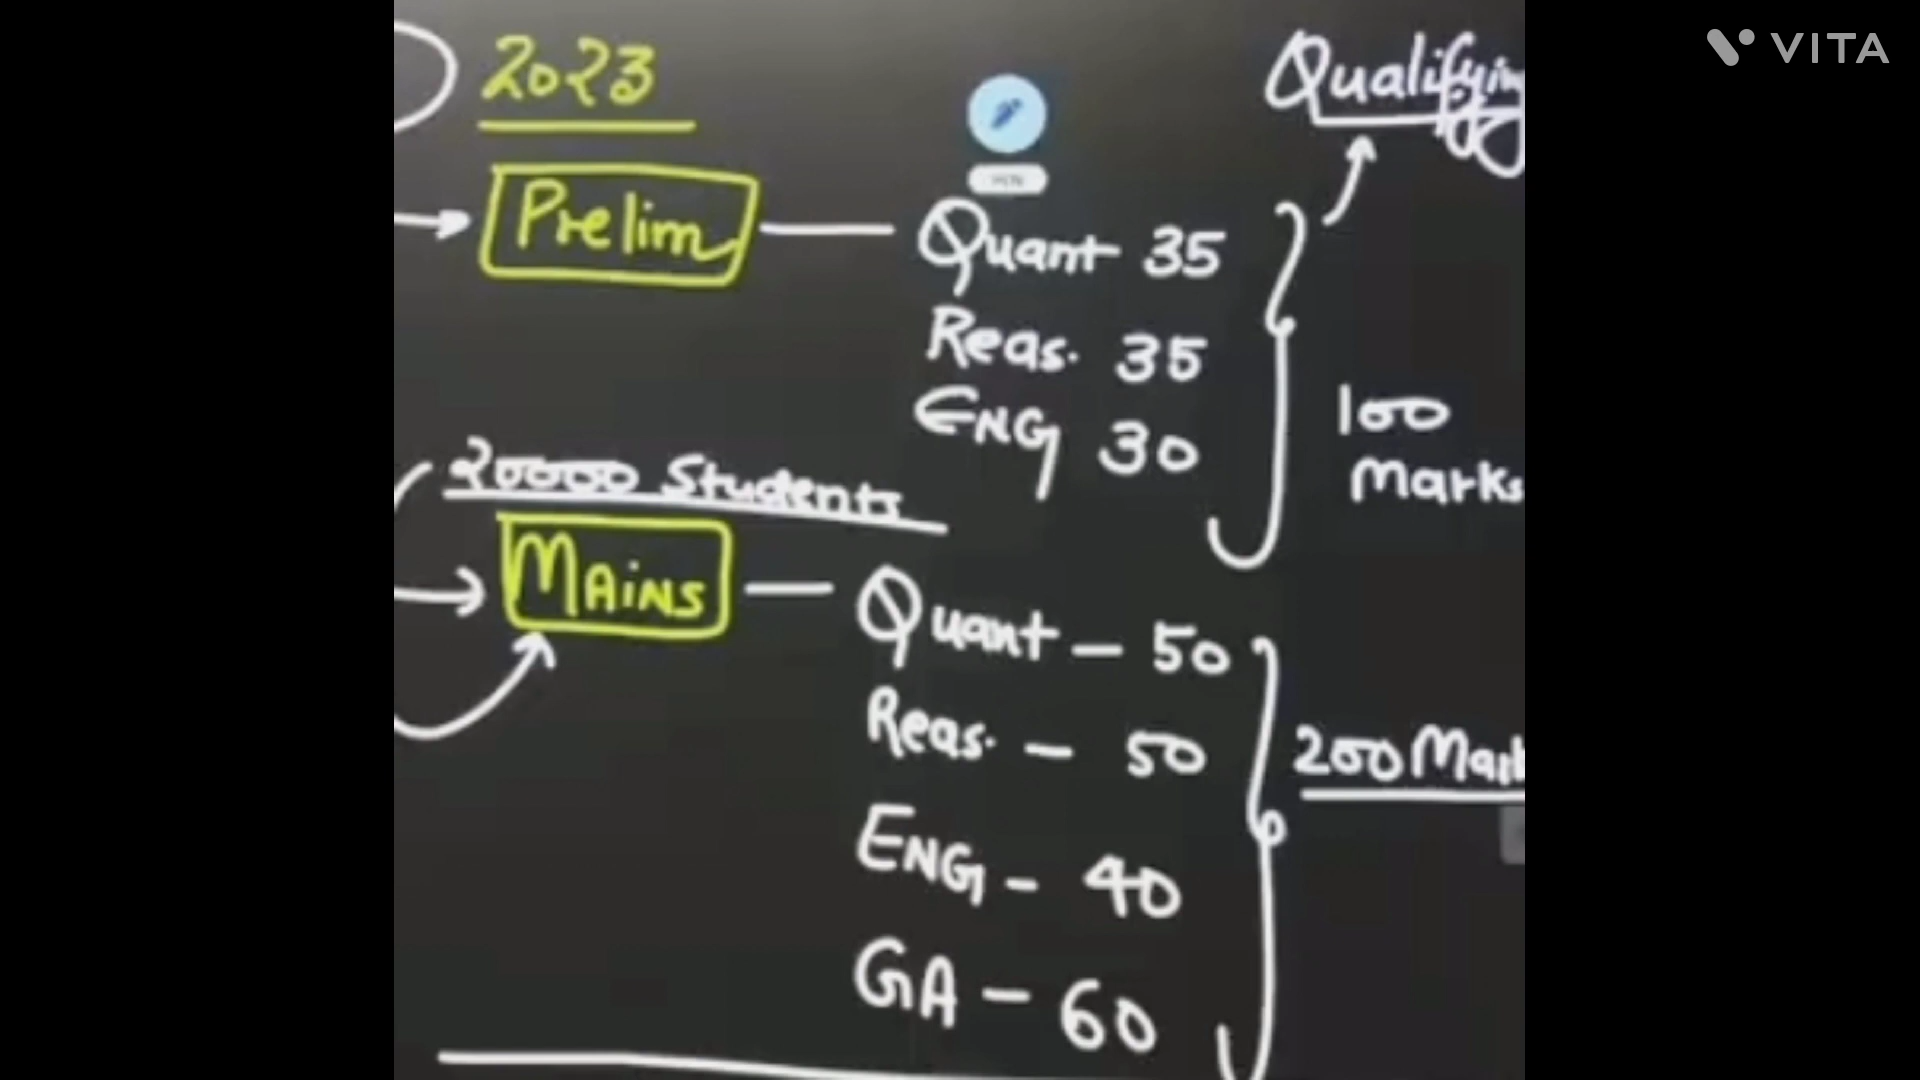 VITA
2023
Qualifying
Prelim — Quant 35
Reas. 35
ENG 30
100
Marks
20000 Students
MAINS — Quant — 50
Reas. — 50
200 Mark
ENG — 40
GA — 60